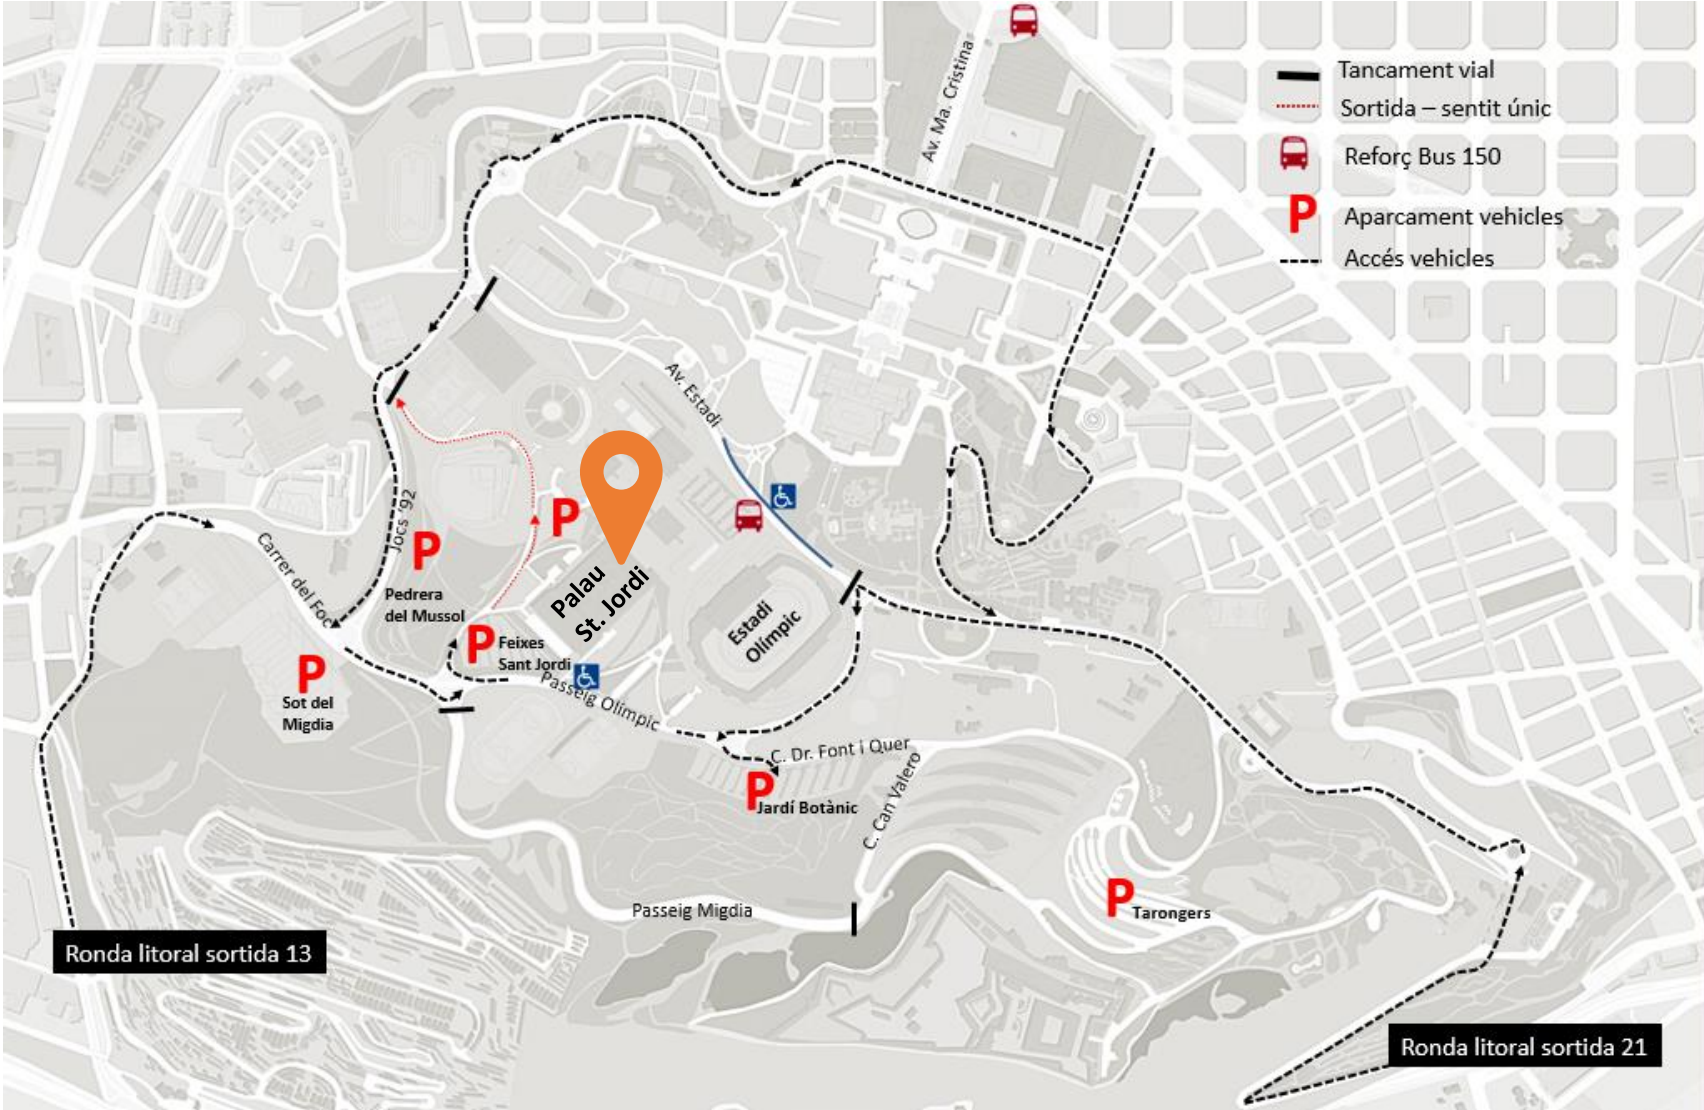 Av. Ma. Cristina
Tancament vial
Sortida – sentit únic
Reforç Bus 150
P Aparcament vehicles
Accés vehicles
Av. Estadi
Jocs '92
Carrer del Foc
P
P
Pedrera
del Mussol
Palau
St. Jordi
Estadi
Olímpic
P
Feixes
Sant Jordi
P
Sot del
Migdia
Passeig Olímpic
C. Dr. Font i Quer
P
Jardí Botànic
C. Can Valero
P
Tarongers
Passeig Migdia
Ronda litoral sortida 13
Ronda litoral sortida 21